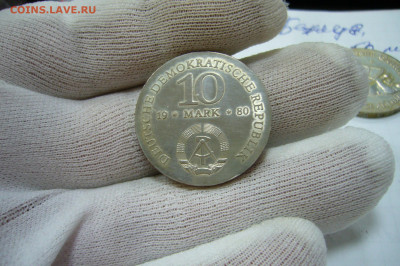 COINS.LAVE.RU
DEUTSCHE DEMOKRATISCHE REPUBLIK
10
19 * MARK * 80